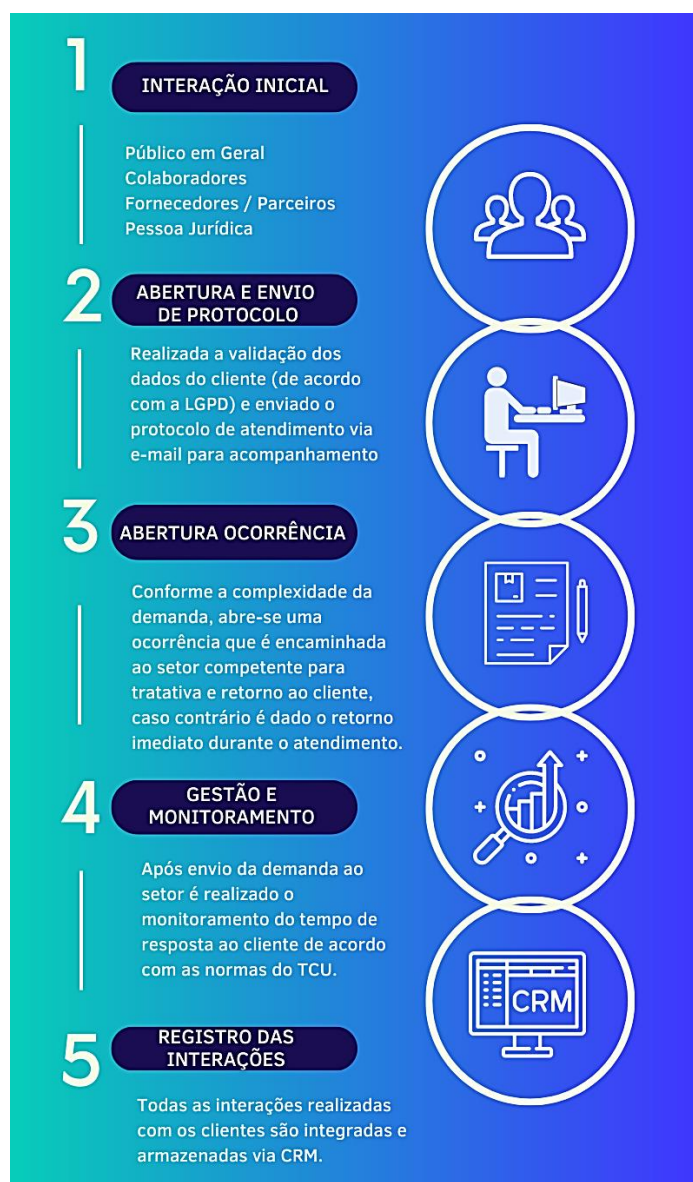 1
INTERAÇÃO INICIAL
Público em Geral
Colaboradores
Fornecedores / Parceiros
Pessoa Jurídica
2
ABERTURA E ENVIO
DE PROTOCOLO
Realizada a validação dos
dados do cliente (de acordo
com a LGPD) e enviado o
protocolo de atendimento via
e-mail para acompanhamento
3
ABERTURA OCORRÊNCIA
Conforme a complexidade da
demanda, abre-se uma
ocorrência que é encaminhada
ao setor competente para
tratativa e retorno ao cliente,
caso contrário é dado o retorno
imediato durante o atendimento.
4
GESTÃO E
MONITORAMENTO
Após envio da demanda ao
setor é realizado o
monitoramento do tempo de
resposta ao cliente de acordo
com as normas do TCU.
CRM
5
REGISTRO DAS
INTERAÇÕES
Todas as interações realizadas
com os clientes são integradas e
armazenadas via CRM.